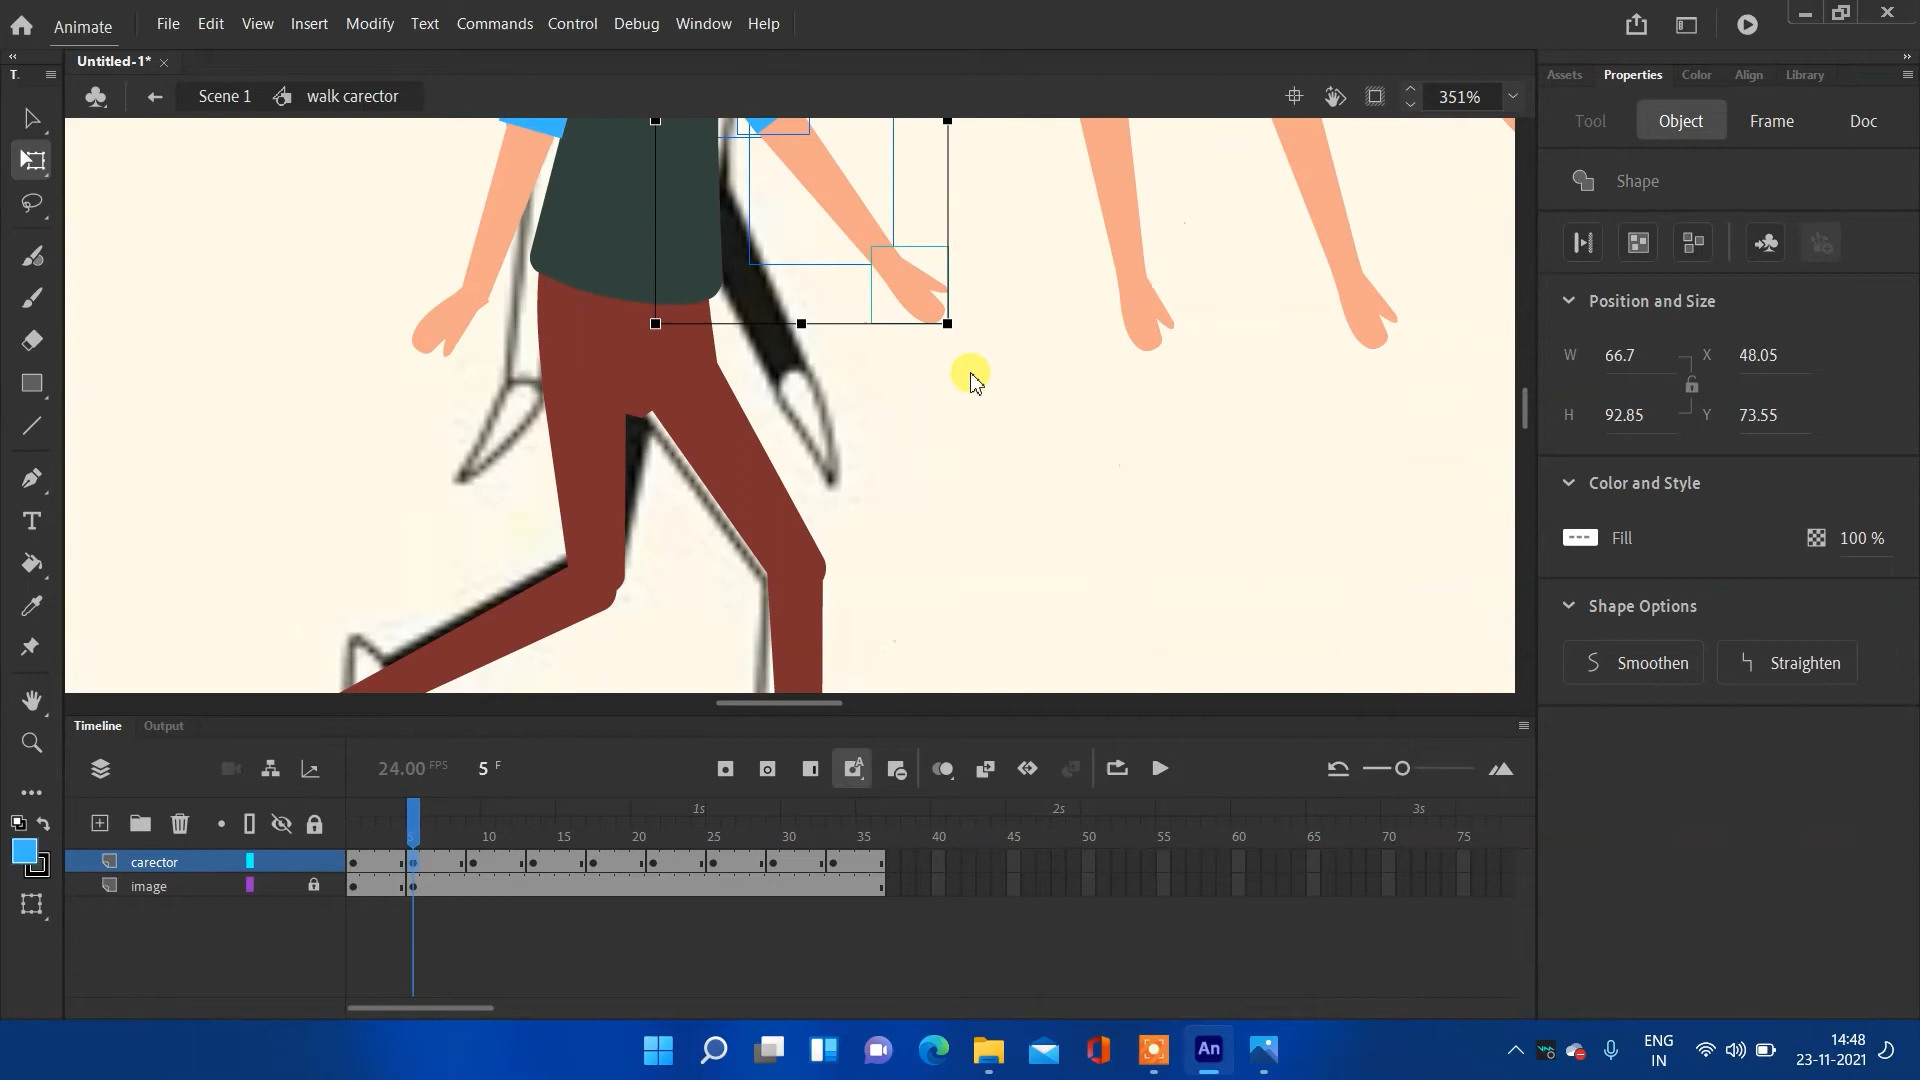 Animate File Edit View Insert Modify Text Commands Control Debug Window Help
T. Untitled-1* Assets Properties Color Align Library
Scene 1 walk carector 351% Tool Object Frame Doc
Shape
Position and Size
W 66.7 X 48.05
H 92.85 Y 73.55
Color and Style
Fill 100 %
Shape Options
Smoothen Straighten
Timeline Output
24.00 FPS 5 F
1s 2s 3s
5 10 15 20 25 30 35 40 45 50 55 60 65 70 75
carector
image
An ENG 14:48
IN 23-11-2021